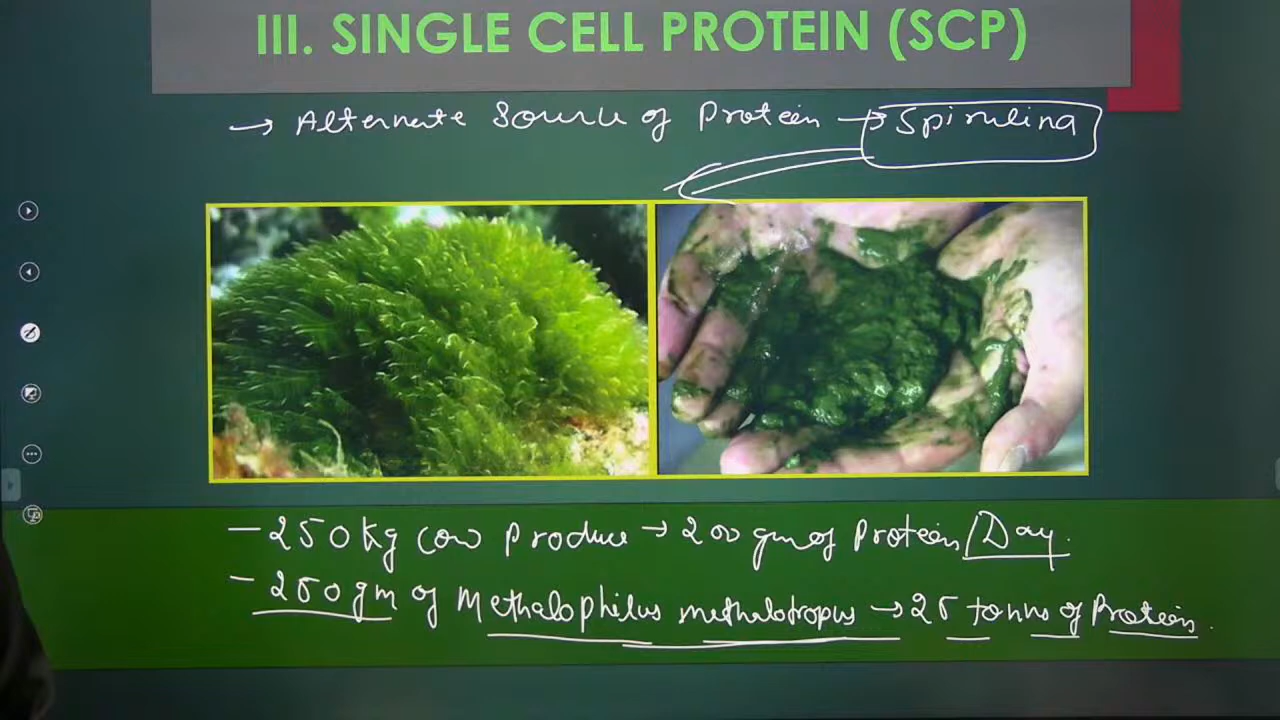 III. SINGLE CELL PROTEIN (SCP)
→ Alternate Source of Protein → Spirulina
- 250 Kg Cow Produce → 200 gm of Protein/Day.
- 250 gm of Methalophilus methalotropus → 25 tonns of Protein.